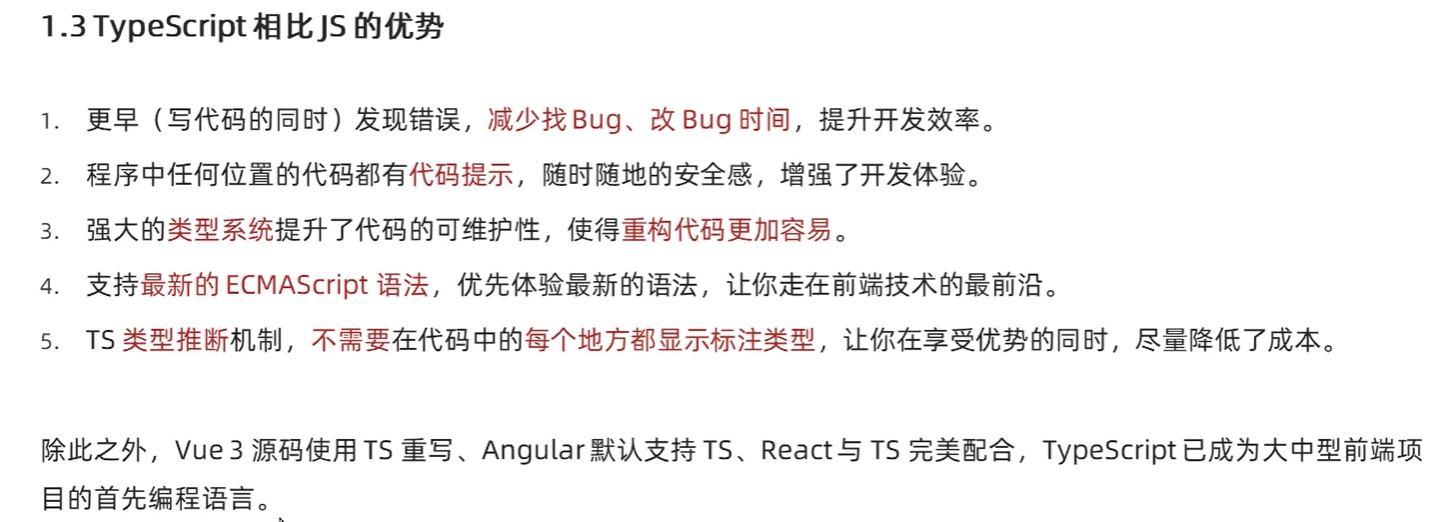 1.3 TypeScript 相比 JS 的优势
1. 更早（写代码的同时）发现错误，减少找 Bug、改 Bug 时间，提升开发效率。
2. 程序中任何位置的代码都有代码提示，随时随地的安全感，增强了开发体验。
3. 强大的类型系统提升了代码的可维护性，使得重构代码更加容易。
4. 支持最新的 ECMAScript 语法，优先体验最新的语法，让你走在前端技术的最前沿。
5. TS 类型推断机制，不需要在代码中的每个地方都显示标注类型，让你在享受优势的同时，尽量降低了成本。
除此之外，Vue 3 源码使用 TS 重写、Angular 默认支持 TS、React 与 TS 完美配合，TypeScript 已成为大中型前端项
目的首先编程语言。